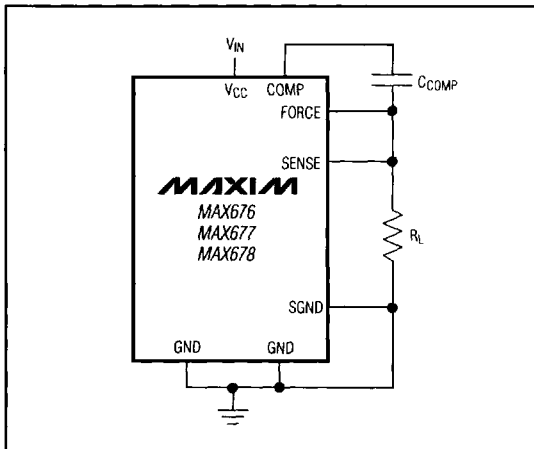 VIN
VCC COMP
CCOMP
FORCE
SENSE
MAXIM
MAX676
MAX677
MAX678
RL
SGND
GND GND